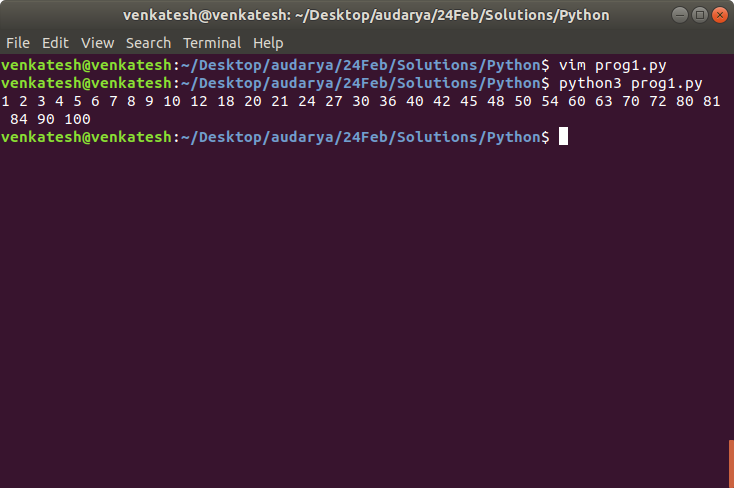 venkatesh@venkatesh: ~/Desktop/audarya/24Feb/Solutions/Python
File Edit View Search Terminal Help
venkatesh@venkatesh:~/Desktop/audarya/24Feb/Solutions/Python$ vim prog1.py
venkatesh@venkatesh:~/Desktop/audarya/24Feb/Solutions/Python$ python3 prog1.py
1 2 3 4 5 6 7 8 9 10 12 18 20 21 24 27 30 36 40 42 45 48 50 54 60 63 70 72 80 81
84 90 100
venkatesh@venkatesh:~/Desktop/audarya/24Feb/Solutions/Python$